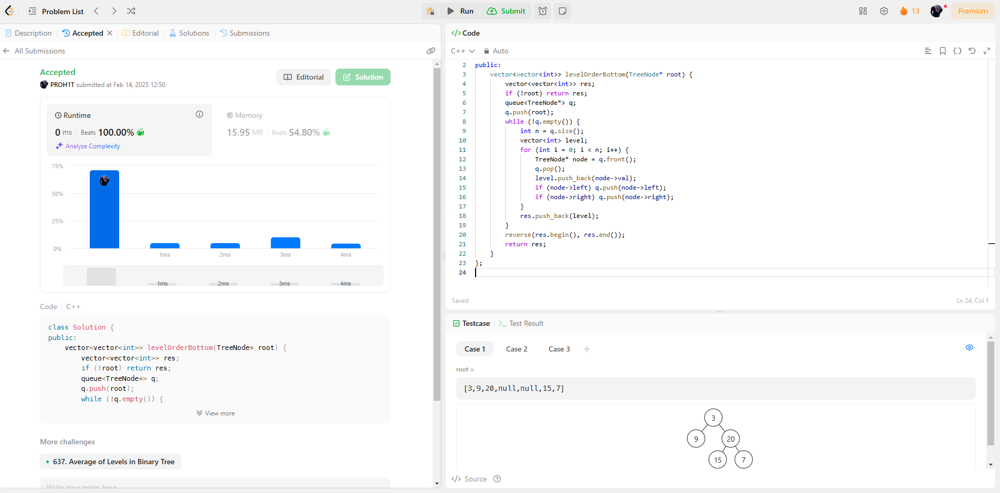 Problem List
Run
Submit
13
Premium
Description
Accepted
Editorial
Solutions
Submissions
All Submissions
Accepted
PROH1T submitted at Feb 14, 2025 12:50
Editorial
Solution
Runtime
0 ms | Beats 100.00%
Analyze Complexity
Memory
15.95 MB | Beats 54.80%
75%
50%
25%
0%
1ms 2ms 3ms 4ms
1ms 2ms 3ms 4ms
Code | C++
class Solution {
public:
    vector<vector<int>> levelOrderBottom(TreeNode* root) {
        vector<vector<int>> res;
        if (!root) return res;
        queue<TreeNode*> q;
        q.push(root);
        while (!q.empty()) {
View more
More challenges
637. Average of Levels in Binary Tree
Write your notes here
</> Code
C++
Auto
2 public:
3     vector<vector<int>> levelOrderBottom(TreeNode* root) {
4         vector<vector<int>> res;
5         if (!root) return res;
6         queue<TreeNode*> q;
7         q.push(root);
8         while (!q.empty()) {
9             int n = q.size();
10             vector<int> level;
11             for (int i = 0; i < n; i++) {
12                 TreeNode* node = q.front();
13                 q.pop();
14                 level.push_back(node->val);
15                 if (node->left) q.push(node->left);
16                 if (node->right) q.push(node->right);
17             }
18             res.push_back(level);
19         }
20         reverse(res.begin(), res.end());
21         return res;
22     }
23 };
24
Saved
Ln 24, Col 1
Testcase
Test Result
Case 1
Case 2
Case 3
root =
[3,9,20,null,null,15,7]
3
9 20
15 7
</> Source